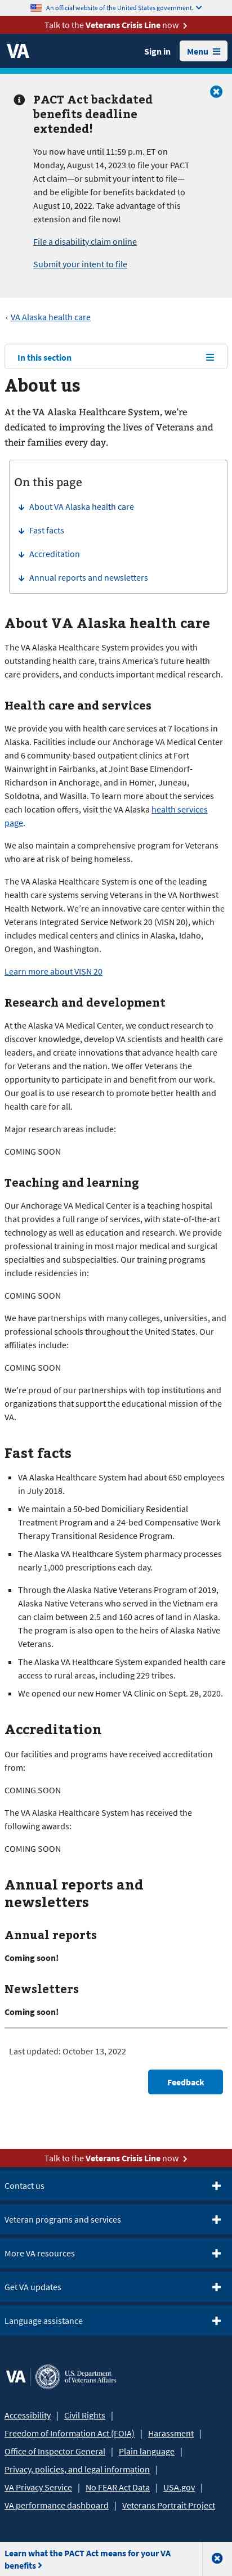 An official website of the United States government.
Talk to the Veterans Crisis Line now
VA
Sign in
Menu
PACT Act backdated
benefits deadline
extended!
You now have until 11:59 p.m. ET on
Monday, August 14, 2023 to file your PACT
Act claim—or submit your intent to file—
and be eligible for benefits backdated to
August 10, 2022. Take advantage of this
extension and file now!
File a disability claim online
Submit your intent to file
‹ VA Alaska health care
In this section
About us
At the VA Alaska Healthcare System, we're
dedicated to improving the lives of Veterans and
their families every day.
On this page
About VA Alaska health care
Fast facts
Accreditation
Annual reports and newsletters
About VA Alaska health care
The VA Alaska Healthcare System provides you with
outstanding health care, trains America's future health
care providers, and conducts important medical research.
Health care and services
We provide you with health care services at 7 locations in
Alaska. Facilities include our Anchorage VA Medical Center
and 6 community-based outpatient clinics at Fort
Wainwright in Fairbanks, at Joint Base Elmendorf-
Richardson in Anchorage, and in Homer, Juneau,
Soldotna, and Wasilla. To learn more about the services
each location offers, visit the VA Alaska health services
page.
We also maintain a comprehensive program for Veterans
who are at risk of being homeless.
The VA Alaska Healthcare System is one of the leading
health care systems serving Veterans in the VA Northwest
Health Network. We're an innovative care center within the
Veterans Integrated Service Network 20 (VISN 20), which
includes medical centers and clinics in Alaska, Idaho,
Oregon, and Washington.
Learn more about VISN 20
Research and development
At the Alaska VA Medical Center, we conduct research to
discover knowledge, develop VA scientists and health care
leaders, and create innovations that advance health care
for Veterans and the nation. We offer Veterans an
opportunity to participate in and benefit from our work.
Our goal is to use research to promote better health and
health care for all.
Major research areas include:
COMING SOON
Teaching and learning
Our Anchorage VA Medical Center is a teaching hospital
that provides a full range of services, with state-of-the-art
technology as well as education and research. We provide
professional training in most major medical and surgical
specialties and subspecialties. Our training programs
include residencies in:
COMING SOON
We have partnerships with many colleges, universities, and
professional schools throughout the United States. Our
affiliates include:
COMING SOON
We're proud of our partnerships with top institutions and
organizations that support the educational mission of the
VA.
Fast facts
VA Alaska Healthcare System had about 650 employees
in July 2018.
We maintain a 50-bed Domiciliary Residential
Treatment Program and a 24-bed Compensative Work
Therapy Transitional Residence Program.
The Alaska VA Healthcare System pharmacy processes
nearly 1,000 prescriptions each day.
Through the Alaska Native Veterans Program of 2019,
Alaska Native Veterans who served in the Vietnam era
can claim between 2.5 and 160 acres of land in Alaska.
The program is also open to the heirs of Alaska Native
Veterans.
The Alaska VA Healthcare System expanded health care
access to rural areas, including 229 tribes.
We opened our new Homer VA Clinic on Sept. 28, 2020.
Accreditation
Our facilities and programs have received accreditation
from:
COMING SOON
The VA Alaska Healthcare System has received the
following awards:
COMING SOON
Annual reports and
newsletters
Annual reports
Coming soon!
Newsletters
Coming soon!
Last updated: October 13, 2022
Feedback
Talk to the Veterans Crisis Line now
Contact us
Veteran programs and services
More VA resources
Get VA updates
Language assistance
VA U.S. Department
of Veterans Affairs
Accessibility | Civil Rights |
Freedom of Information Act (FOIA) | Harassment |
Office of Inspector General | Plain language |
Privacy, policies, and legal information |
VA Privacy Service | No FEAR Act Data | USA.gov |
VA performance dashboard | Veterans Portrait Project
Learn what the PACT Act means for your VA
benefits